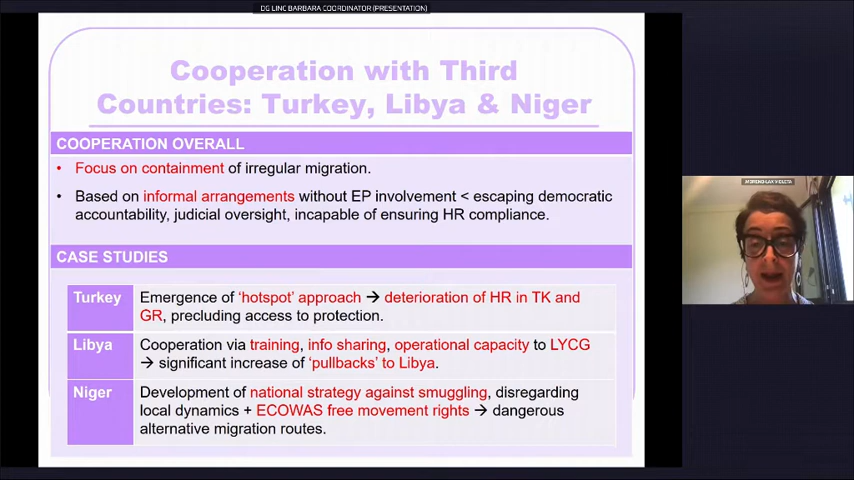 DG LINC BARBARA COORDINATOR (PRESENTATION)
Cooperation with Third
Countries: Turkey, Libya & Niger
COOPERATION OVERALL
• Focus on containment of irregular migration.
• Based on informal arrangements without EP involvement < escaping democratic
accountability, judicial oversight, incapable of ensuring HR compliance.
CASE STUDIES
Turkey
Emergence of ‘hotspot’ approach → deterioration of HR in TK and
GR, precluding access to protection.
Libya
Cooperation via training, info sharing, operational capacity to LYCG
→ significant increase of ‘pullbacks’ to Libya.
Niger
Development of national strategy against smuggling, disregarding
local dynamics + ECOWAS free movement rights → dangerous
alternative migration routes.
MORENO-LAX VIOLETA